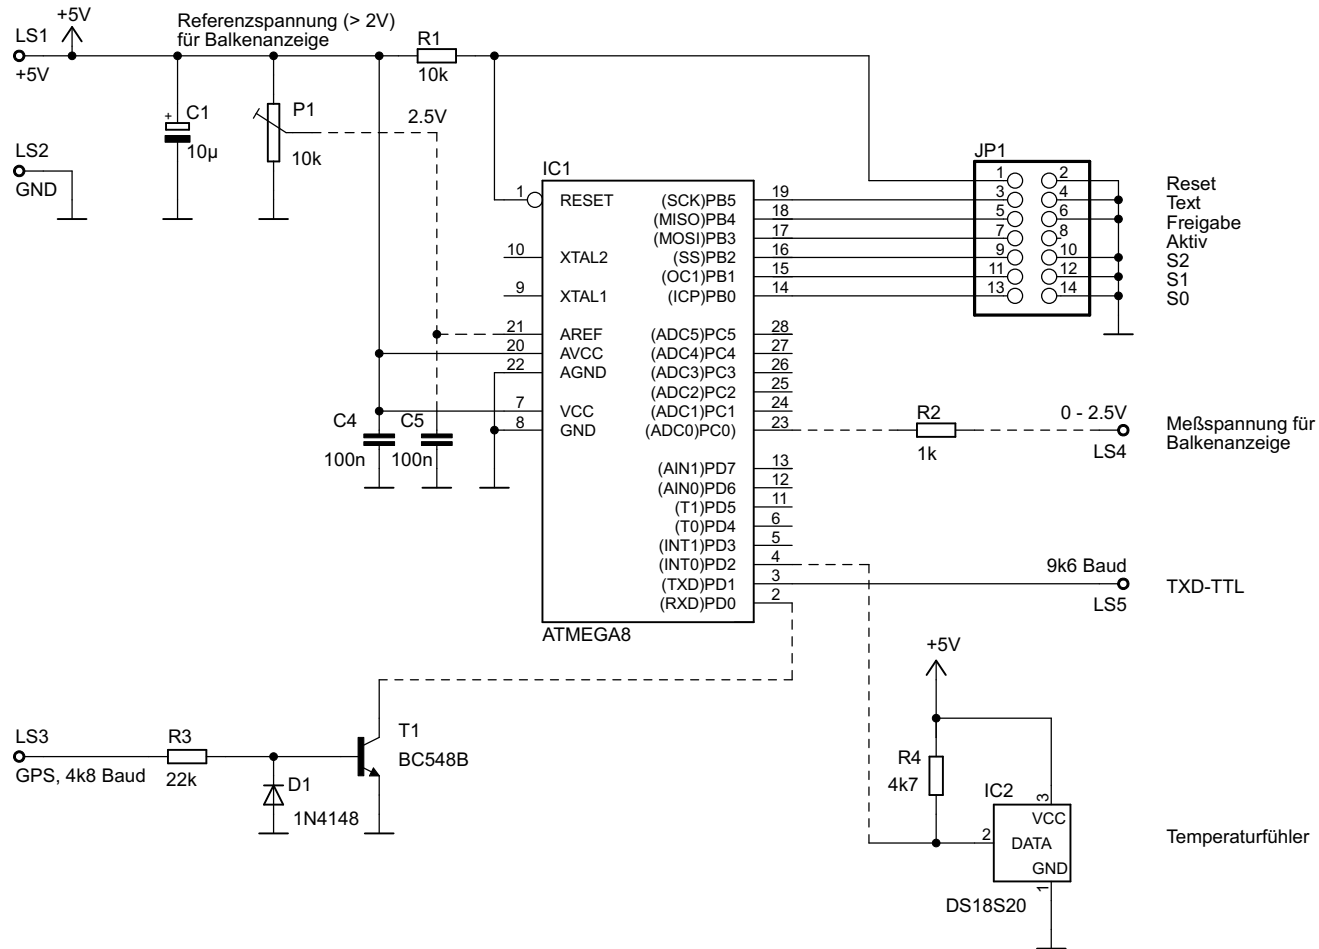 +5V
Referenzspannung (> 2V)
für Balkenanzeige
LS1
+5V
R1
10k
C1
+
10µ
P1
10k
2.5V
LS2
GND
IC1
JP1
1 RESET
10 XTAL2
9 XTAL1
21 AREF
20 AVCC
22 AGND
7 VCC
8 GND
(SCK)PB5 19
(MISO)PB4 18
(MOSI)PB3 17
(SS)PB2 16
(OC1)PB1 15
(ICP)PB0 14
(ADC5)PC5 28
(ADC4)PC4 27
(ADC3)PC3 26
(ADC2)PC2 25
(ADC1)PC1 24
(ADC0)PC0) 23
(AIN1)PD7 13
(AIN0)PD6 12
(T1)PD5 11
(T0)PD4 6
(INT1)PD3 5
(INT0)PD2 4
(TXD)PD1 3
(RXD)PD0 2
ATMEGA8
1 2 Reset
3 4 Text
5 6 Freigabe
7 8 Aktiv
9 10 S2
11 12 S1
13 14 S0
C4
100n
C5
100n
R2
1k
0 - 2.5V
LS4
Meßspannung für
Balkenanzeige
9k6 Baud
LS5
TXD-TTL
+5V
LS3
GPS, 4k8 Baud
R3
22k
D1
1N4148
T1
BC548B
R4
4k7
IC2
3
VCC
2 DATA
GND
1
DS18S20
Temperaturfühler